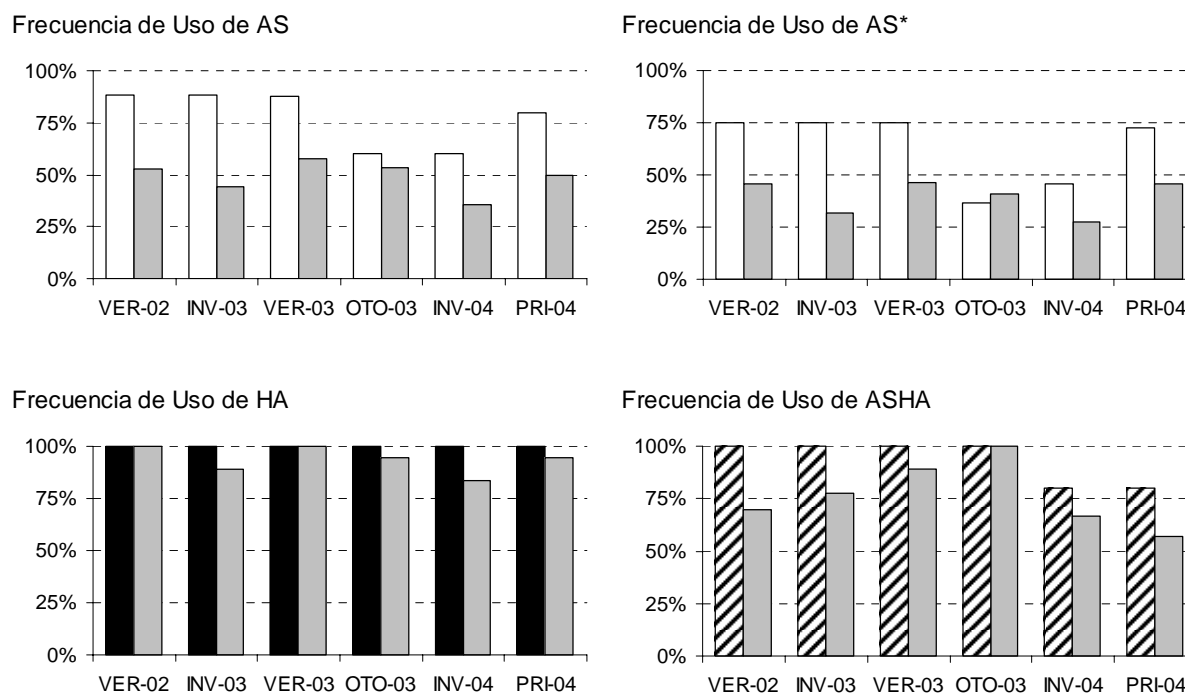 Frecuencia de Uso de AS
100%
75%
50%
25%
0%
VER-02 INV-03 VER-03 OTO-03 INV-04 PRI-04
Frecuencia de Uso de AS*
100%
75%
50%
25%
0%
VER-02 INV-03 VER-03 OTO-03 INV-04 PRI-04
Frecuencia de Uso de HA
100%
75%
50%
25%
0%
VER-02 INV-03 VER-03 OTO-03 INV-04 PRI-04
Frecuencia de Uso de ASHA
100%
75%
50%
25%
0%
VER-02 INV-03 VER-03 OTO-03 INV-04 PRI-04